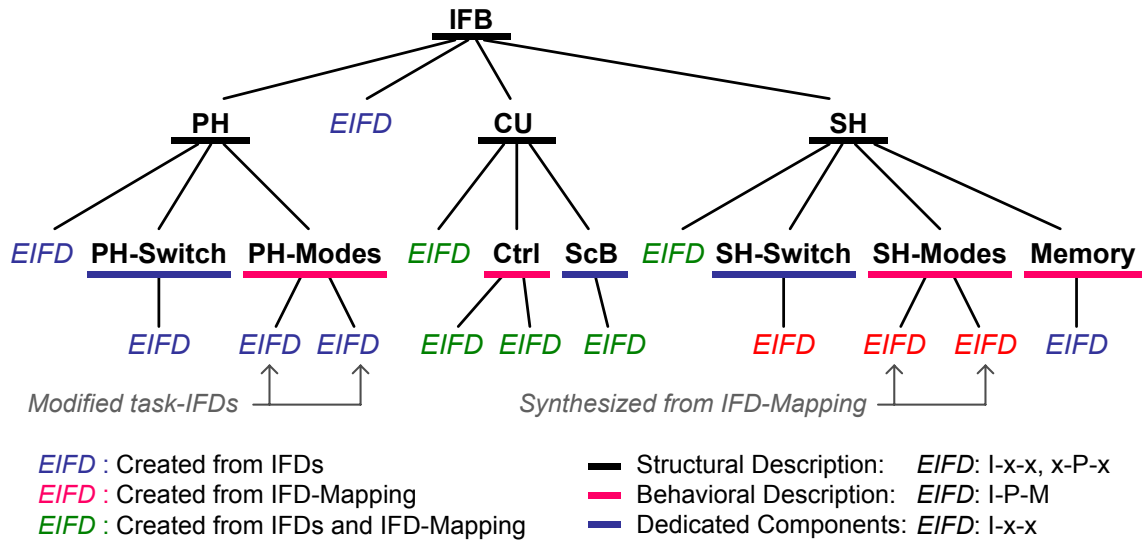 IFB
PH EIFD CU SH
EIFD PH-Switch PH-Modes EIFD Ctrl ScB EIFD SH-Switch SH-Modes Memory
EIFD EIFD EIFD EIFD EIFD EIFD EIFD EIFD EIFD EIFD
Modified task-IFDs Synthesized from IFD-Mapping
EIFD : Created from IFDs
EIFD : Created from IFD-Mapping
EIFD : Created from IFDs and IFD-Mapping
Structural Description: EIFD: I-x-x, x-P-x
Behavioral Description: EIFD: I-P-M
Dedicated Components: EIFD: I-x-x